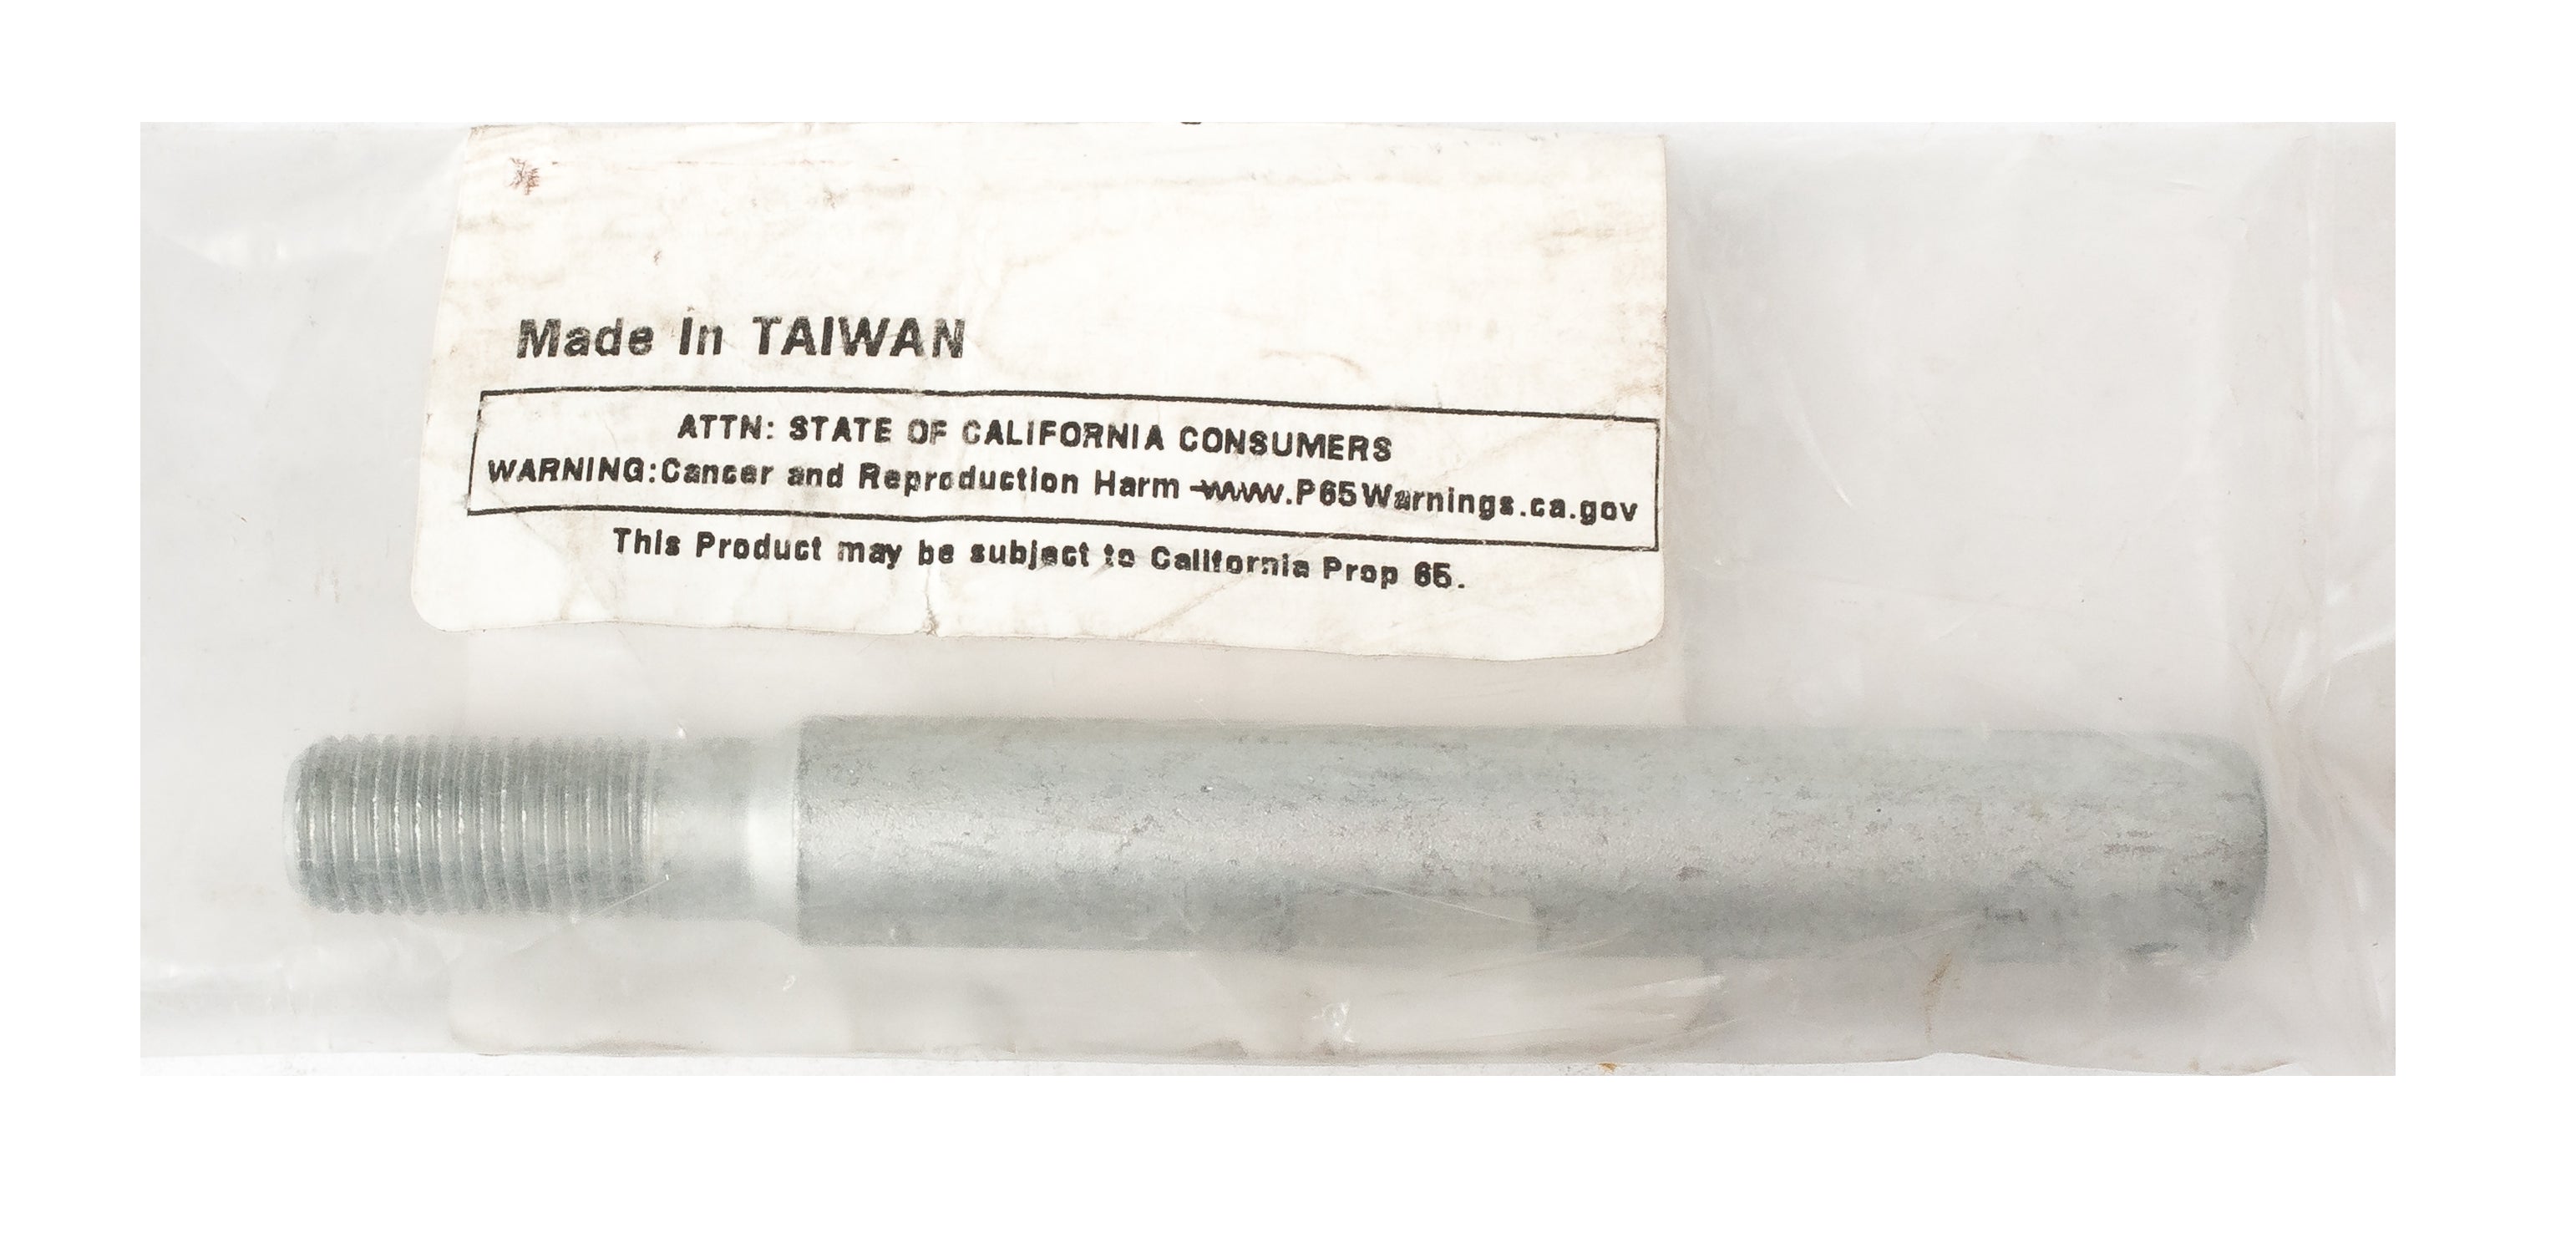 Made In TAIWAN
ATTN: STATE OF CALIFORNIA CONSUMERS
WARNING:Cancer and Reproduction Harm -www.P65Warnings.ca.gov
This Product may be subject to California Prop 65.